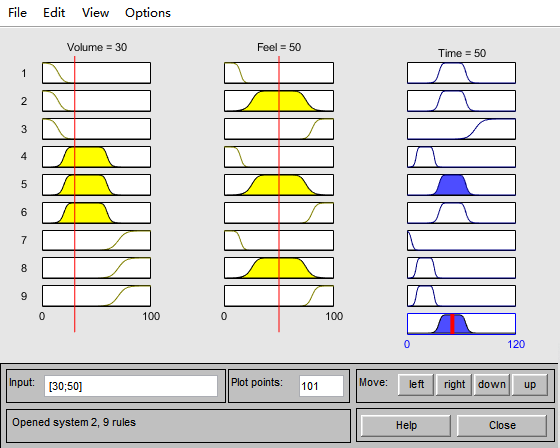 File Edit View Options
Volume = 30 Feel = 50 Time = 50
1
2
3
4
5
6
7
8
9
0 100 0 100
0 120
Input: [30;50] Plot points: 101 Move: left right down up
Opened system 2, 9 rules Help Close